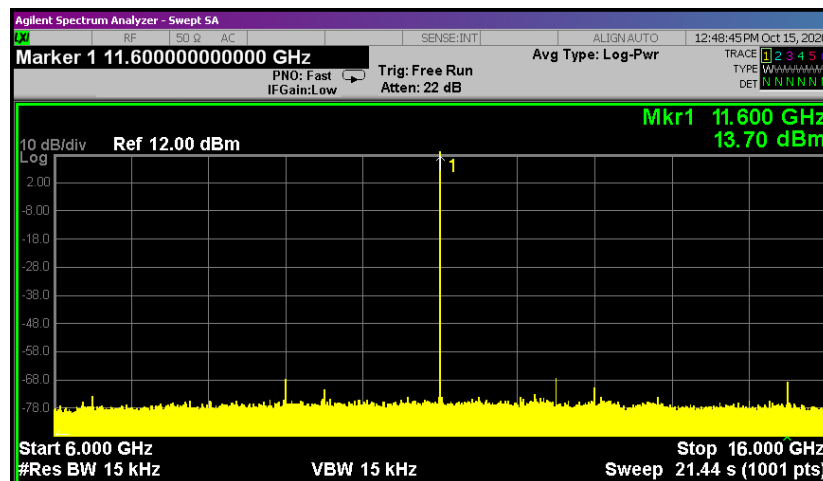 Agilent Spectrum Analyzer - Swept SA
LXI RF 50 Ω AC SENSE:INT ALIGN AUTO 12:48:45 PM Oct 15, 202
Marker 1 11.600000000000 GHz Avg Type: Log-Pwr TRACE 1 2 3 4 5
PNO: Fast Trig: Free Run TYPE WWWWWW
IFGain:Low Atten: 22 dB DET N N N N N
Mkr1 11.600 GHz
10 dB/div Ref 12.00 dBm 13.70 dBm
Log
1
2.00
-8.00
-18.0
-28.0
-38.0
-48.0
-58.0
-68.0
-78.0
Start 6.000 GHz Stop 16.000 GHz
#Res BW 15 kHz VBW 15 kHz Sweep 21.44 s (1001 pts)